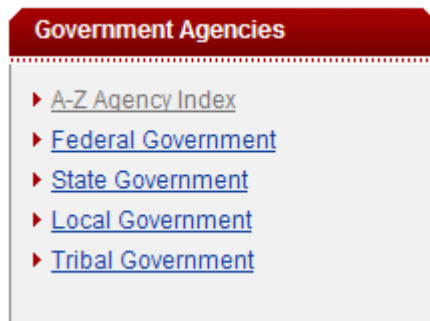 Government Agencies
A-Z Agency Index
Federal Government
State Government
Local Government
Tribal Government